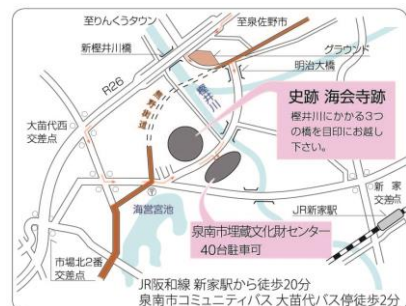 至りんくうタウン
至泉佐野市
新樫井川橋
グラウンド
明治大橋
R26
熊野街道
樫井川
大苗代西
交差点
史跡 海会寺跡
樫井川にかかる3つ
の橋を目印にお越し
下さい。
海営宮池
新家
交差点
JR新家駅
泉南市埋蔵文化財センター
40台駐車可
市場北2番
交差点
JR阪和線 新家駅から徒歩20分
泉南市コミュニティバス 大苗代バス停徒歩2分